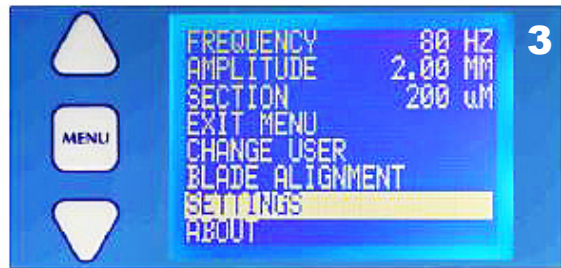 3
FREQUENCY 80 HZ
AMPLITUDE 2.00 MM
SECTION 200 uM
EXIT MENU
CHANGE USER
BLADE ALIGNMENT
SETTINGS
ABOUT
MENU